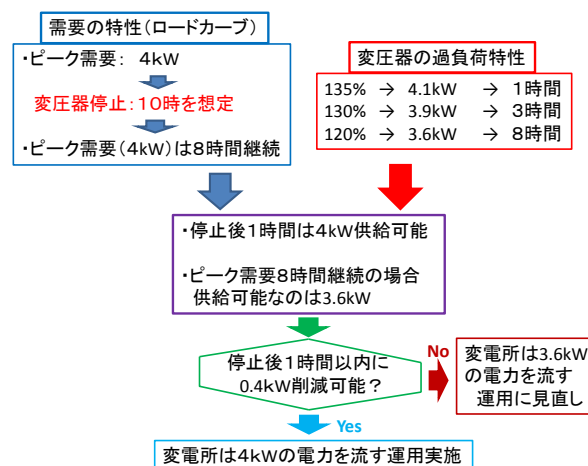 需要の特性（ロードカーブ）
・ピーク需要： 4kW
変圧器停止：10時を想定
・ピーク需要（4kW）は8時間継続
変圧器の過負荷特性
135% → 4.1kW → 1時間
130% → 3.9kW → 3時間
120% → 3.6kW → 8時間
・停止後1時間は4kW供給可能
・ピーク需要8時間継続の場合
供給可能なのは3.6kW
停止後1時間以内に
0.4kW削減可能？
No
変電所は3.6kW
の電力を流す
運用に見直し
Yes
変電所は4kWの電力を流す運用実施